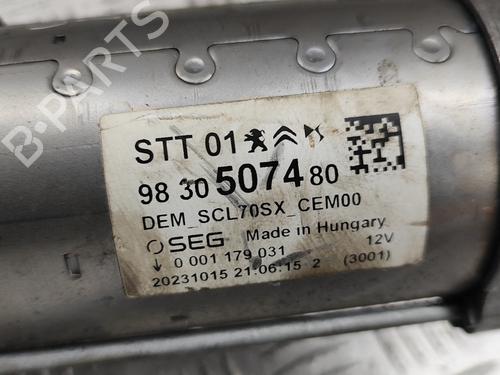 STT 01
98 30 5074 80
DEM_SCL70SX_CEM00
SEG Made in Hungary
↓ 0 001 179 031 12V
20231015 21:06:15 2 (3001)
B-PARTS